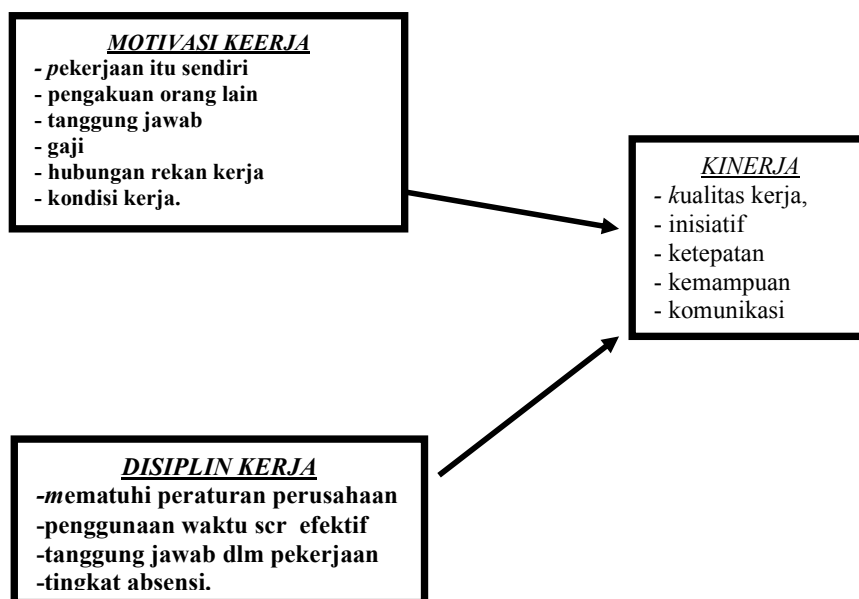 MOTIVASI KEERJA
- pekerjaan itu sendiri
- pengakuan orang lain
- tanggung jawab
- gaji
- hubungan rekan kerja
- kondisi kerja.
KINERJA
- kualitas kerja,
- inisiatif
- ketepatan
- kemampuan
- komunikasi
DISIPLIN KERJA
-mematuhi peraturan perusahaan
-penggunaan waktu scr efektif
-tanggung jawab dlm pekerjaan
-tingkat absensi.